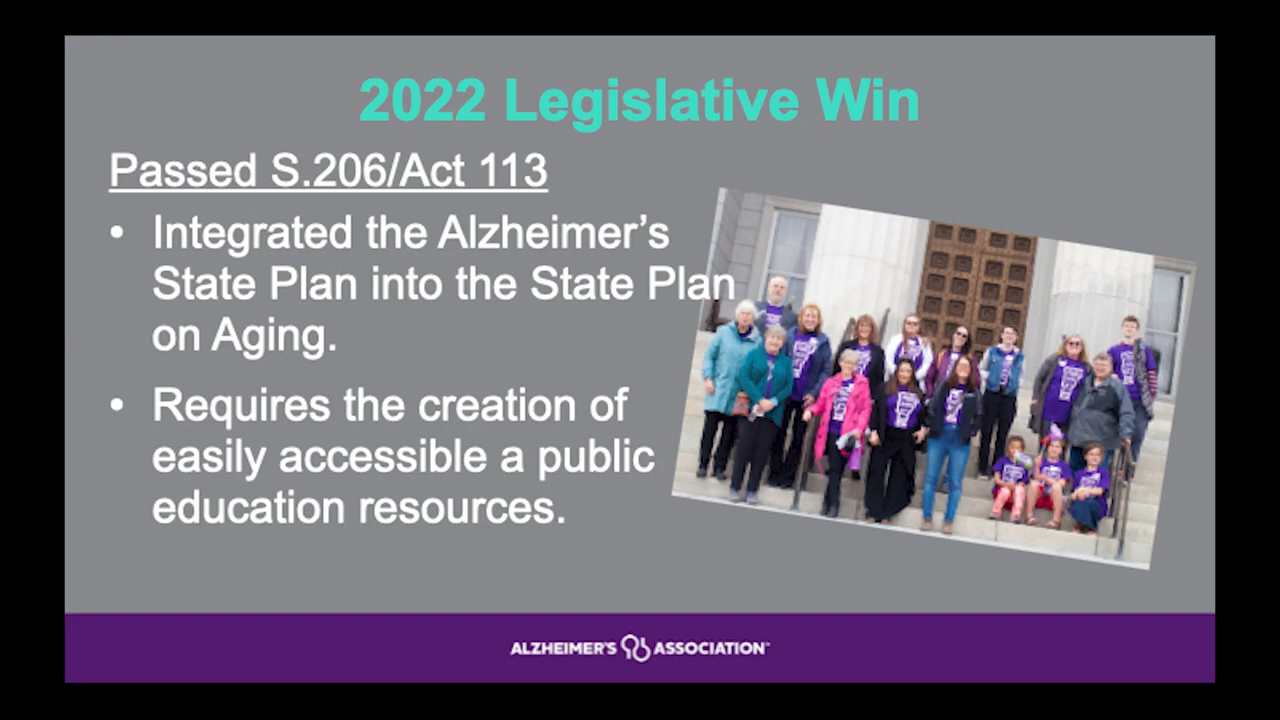 2022 Legislative Win
Passed S.206/Act 113
• Integrated the Alzheimer’s
State Plan into the State Plan
on Aging.
• Requires the creation of
easily accessible a public
education resources.
ALZHEIMER'S ASSOCIATION™